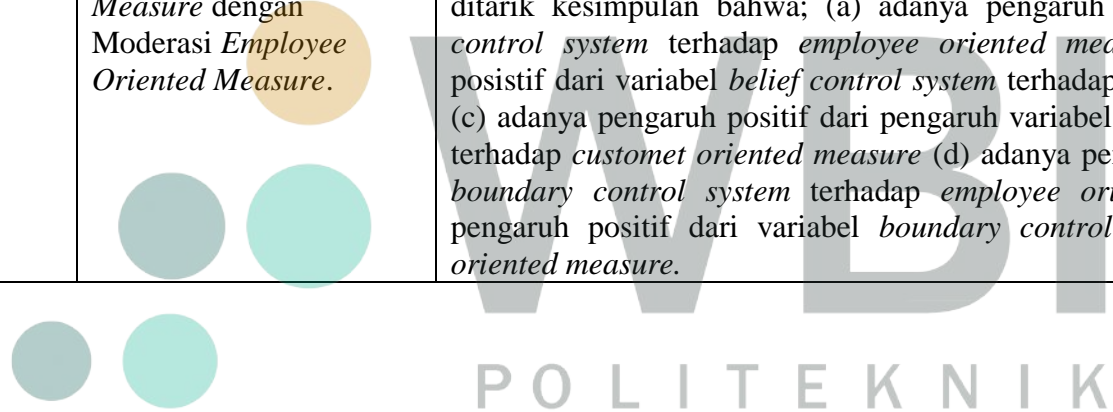 Measure dengan
Moderasi Employee
Oriented Measure.
ditarik kesimpulan bahwa; (a) adanya pengaruh
control system terhadap employee oriented mea
posistif dari variabel belief control system terhadap
(c) adanya pengaruh positif dari pengaruh variabel
terhadap customet oriented measure (d) adanya pe
boundary control system terhadap employee ori
pengaruh positif dari variabel boundary control
oriented measure.
WBI
POLITEKNIK